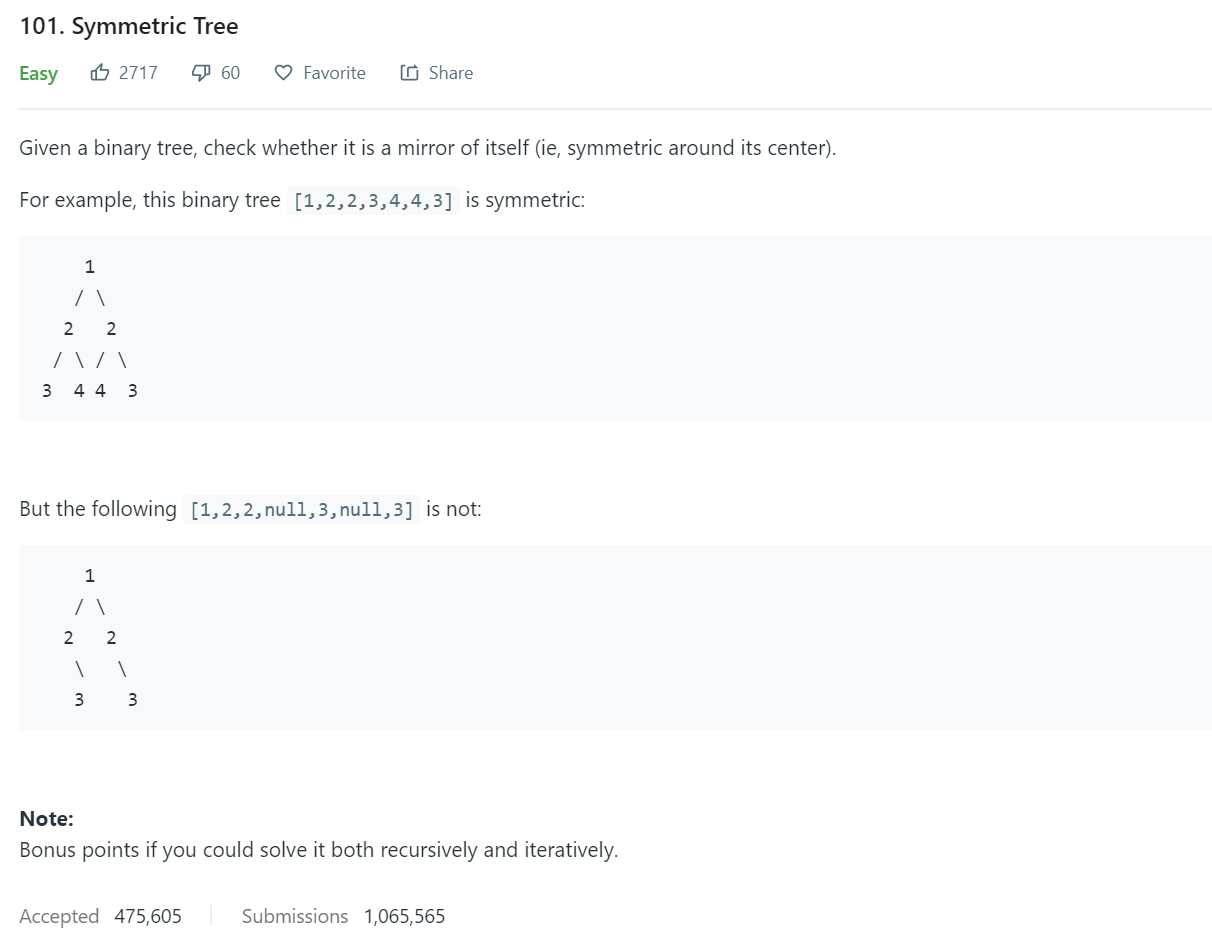 101. Symmetric Tree
Easy 2717 60 Favorite Share
Given a binary tree, check whether it is a mirror of itself (ie, symmetric around its center).
For example, this binary tree [1,2,2,3,4,4,3] is symmetric:
    1
   / \
  2   2
 / \ / \
3  4 4  3
But the following [1,2,2,null,3,null,3] is not:
    1
   / \
  2   2
   \   \
   3    3
Note:
Bonus points if you could solve it both recursively and iteratively.
Accepted 475,605 Submissions 1,065,565